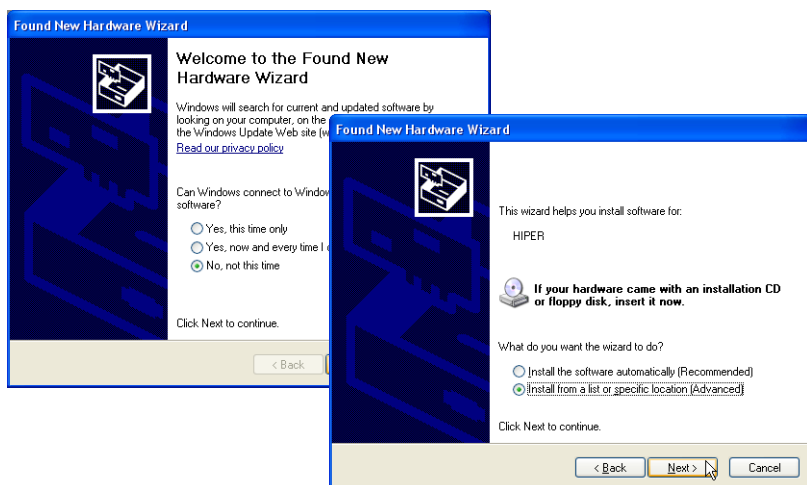 Found New Hardware Wizard
Welcome to the Found New
Hardware Wizard
Windows will search for current and updated software by
looking on your computer, on the
the Windows Update Web site
Read our privacy policy
Can Windows connect to
software?
Yes, this time only
Yes, now and every time I
No, not this time
Click Next to continue.
< Back
Found New Hardware Wizard
This wizard helps you install software for:
HIPER
If your hardware came with an installation CD
or floppy disk, insert it now.
What do you want the wizard to do?
Install the software automatically (Recommended)
Install from a list or specific location (Advanced)
Click Next to continue.
< Back
Next >
Cancel